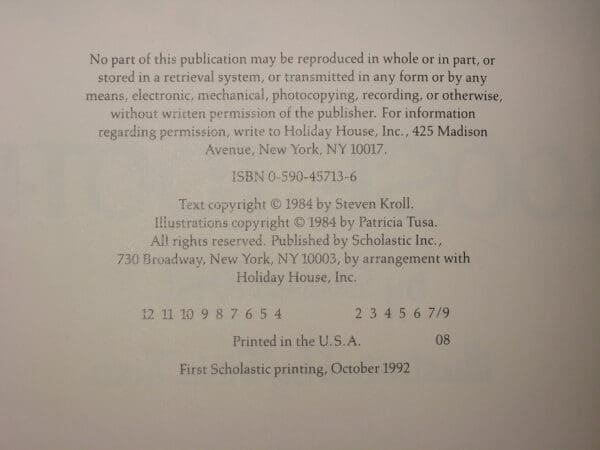 No part of this publication may be reproduced in whole or in part, or
stored in a retrieval system, or transmitted in any form or by any
means, electronic, mechanical, photocopying, recording, or otherwise,
without written permission of the publisher. For information
regarding permission, write to Holiday House, Inc., 425 Madison
Avenue, New York, NY 10017.
ISBN 0-590-45713-6
Text copyright © 1984 by Steven Kroll.
Illustrations copyright © 1984 by Patricia Tusa.
All rights reserved. Published by Scholastic Inc.,
730 Broadway, New York, NY 10003, by arrangement with
Holiday House, Inc.
12 11 10 9 8 7 6 5 4 2 3 4 5 6 7/9
Printed in the U.S.A. 08
First Scholastic printing, October 1992